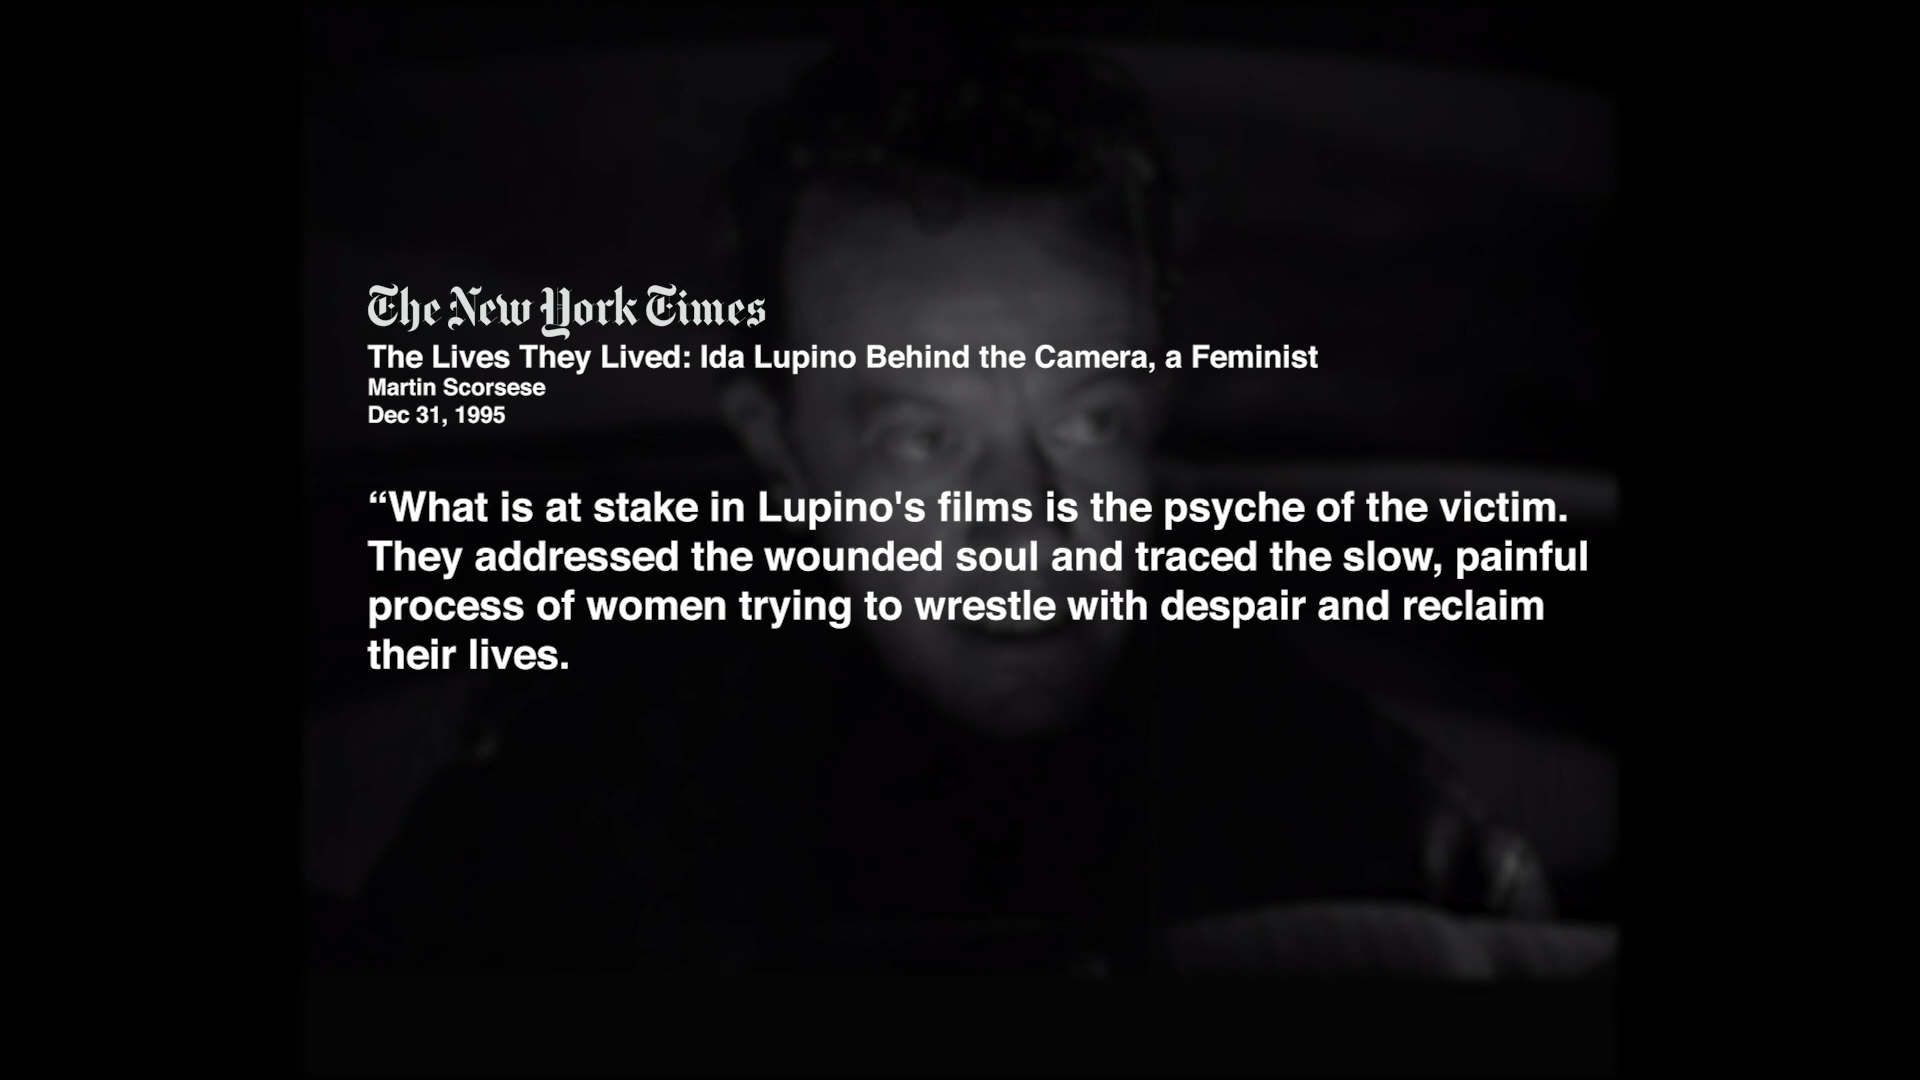 The New York Times
The Lives They Lived: Ida Lupino Behind the Camera, a Feminist
Martin Scorsese
Dec 31, 1995
“What is at stake in Lupino's films is the psyche of the victim.
They addressed the wounded soul and traced the slow, painful
process of women trying to wrestle with despair and reclaim
their lives.